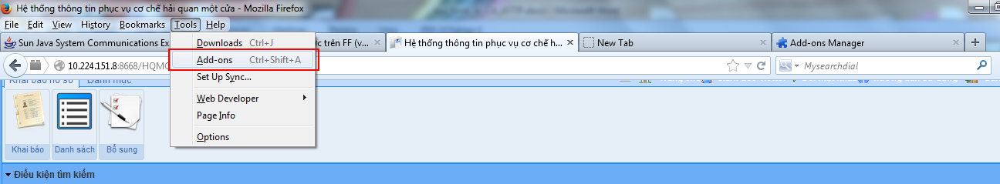 Hệ thống thông tin phục vụ cơ chế hải quan một cửa - Mozilla Firefox
File Edit View History Bookmarks Tools Help
Sun Java System Communications Ex
ức trên FF (v...
Hệ thống thông tin phục vụ cơ chế h...
New Tab
Add-ons Manager
10.224.151.8:8668/HQMC
Mysearchdial
Downloads Ctrl+J
Add-ons Ctrl+Shift+A
Set Up Sync...
Web Developer
Page Info
Options
Khai báo hồ sơ Danh mục
Khai báo Danh sách Bổ sung
Điều kiện tìm kiếm